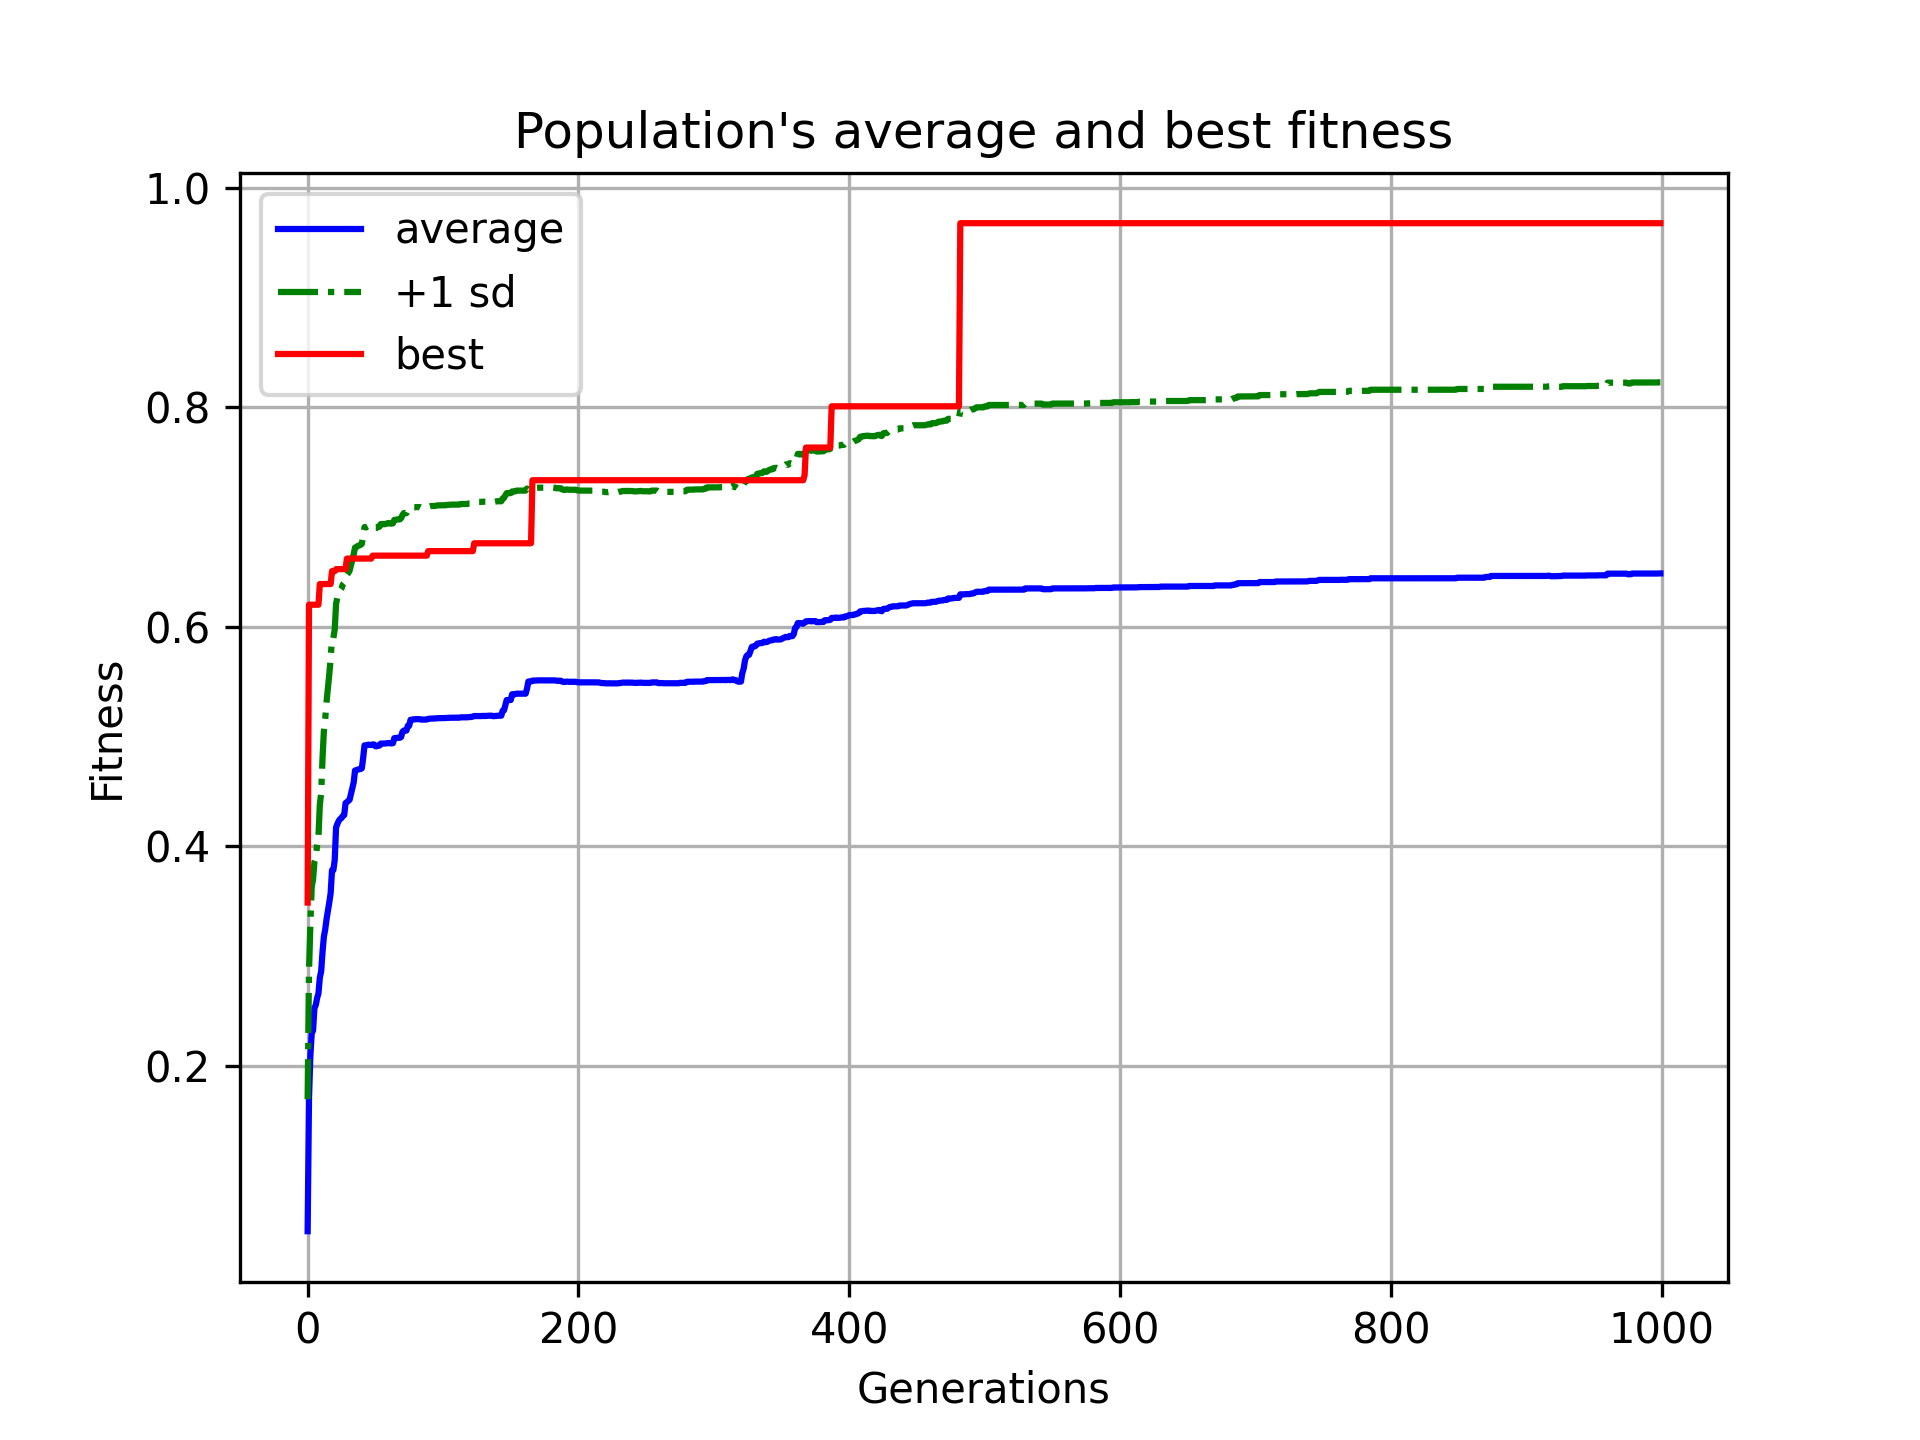 Population's average and best fitness
1.0
0.8
0.6
0.4
0.2
Fitness
average
+1 sd
best
0 200 400 600 800 1000
Generations